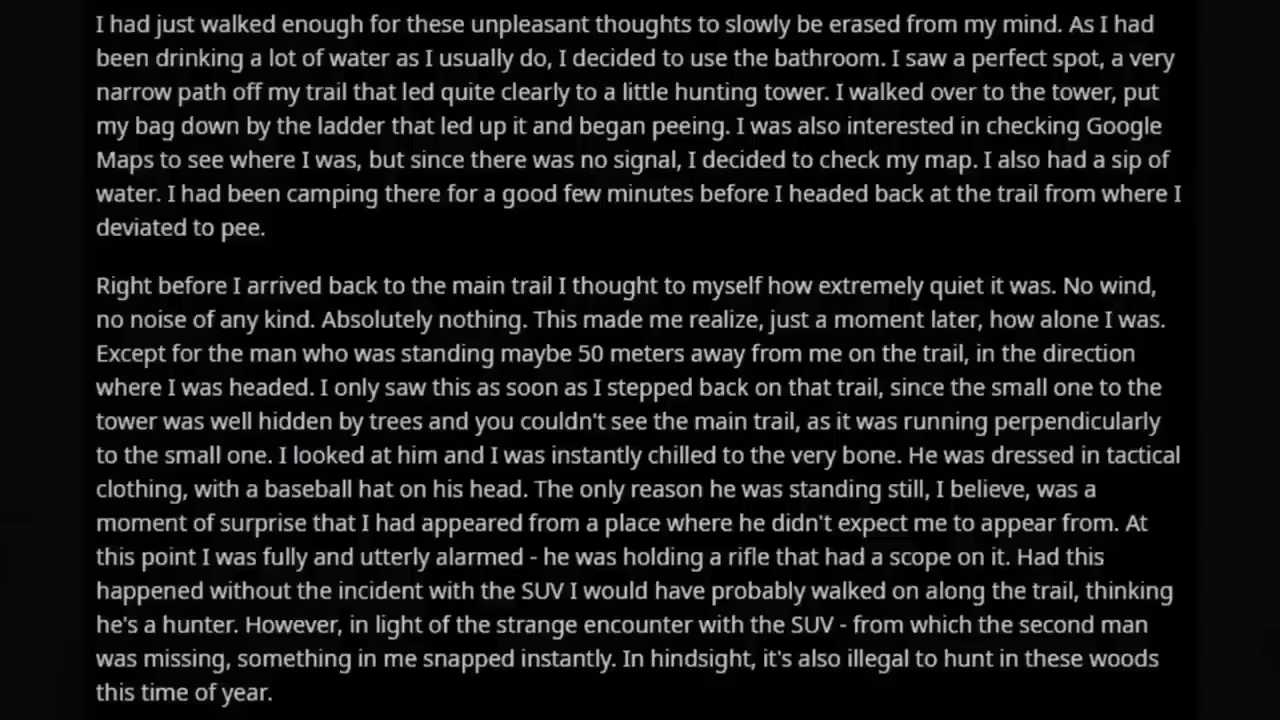 I had just walked enough for these unpleasant thoughts to slowly be erased from my mind. As I had
been drinking a lot of water as I usually do, I decided to use the bathroom. I saw a perfect spot, a very
narrow path off my trail that led quite clearly to a little hunting tower. I walked over to the tower, put
my bag down by the ladder that led up it and began peeing. I was also interested in checking Google
Maps to see where I was, but since there was no signal, I decided to check my map. I also had a sip of
water. I had been camping there for a good few minutes before I headed back at the trail from where I
deviated to pee.
Right before I arrived back to the main trail I thought to myself how extremely quiet it was. No wind,
no noise of any kind. Absolutely nothing. This made me realize, just a moment later, how alone I was.
Except for the man who was standing maybe 50 meters away from me on the trail, in the direction
where I was headed. I only saw this as soon as I stepped back on that trail, since the small one to the
tower was well hidden by trees and you couldn't see the main trail, as it was running perpendicularly
to the small one. I looked at him and I was instantly chilled to the very bone. He was dressed in tactical
clothing, with a baseball hat on his head. The only reason he was standing still, I believe, was a
moment of surprise that I had appeared from a place where he didn't expect me to appear from. At
this point I was fully and utterly alarmed - he was holding a rifle that had a scope on it. Had this
happened without the incident with the SUV I would have probably walked on along the trail, thinking
he's a hunter. However, in light of the strange encounter with the SUV - from which the second man
was missing, something in me snapped instantly. In hindsight, it's also illegal to hunt in these woods
this time of year.